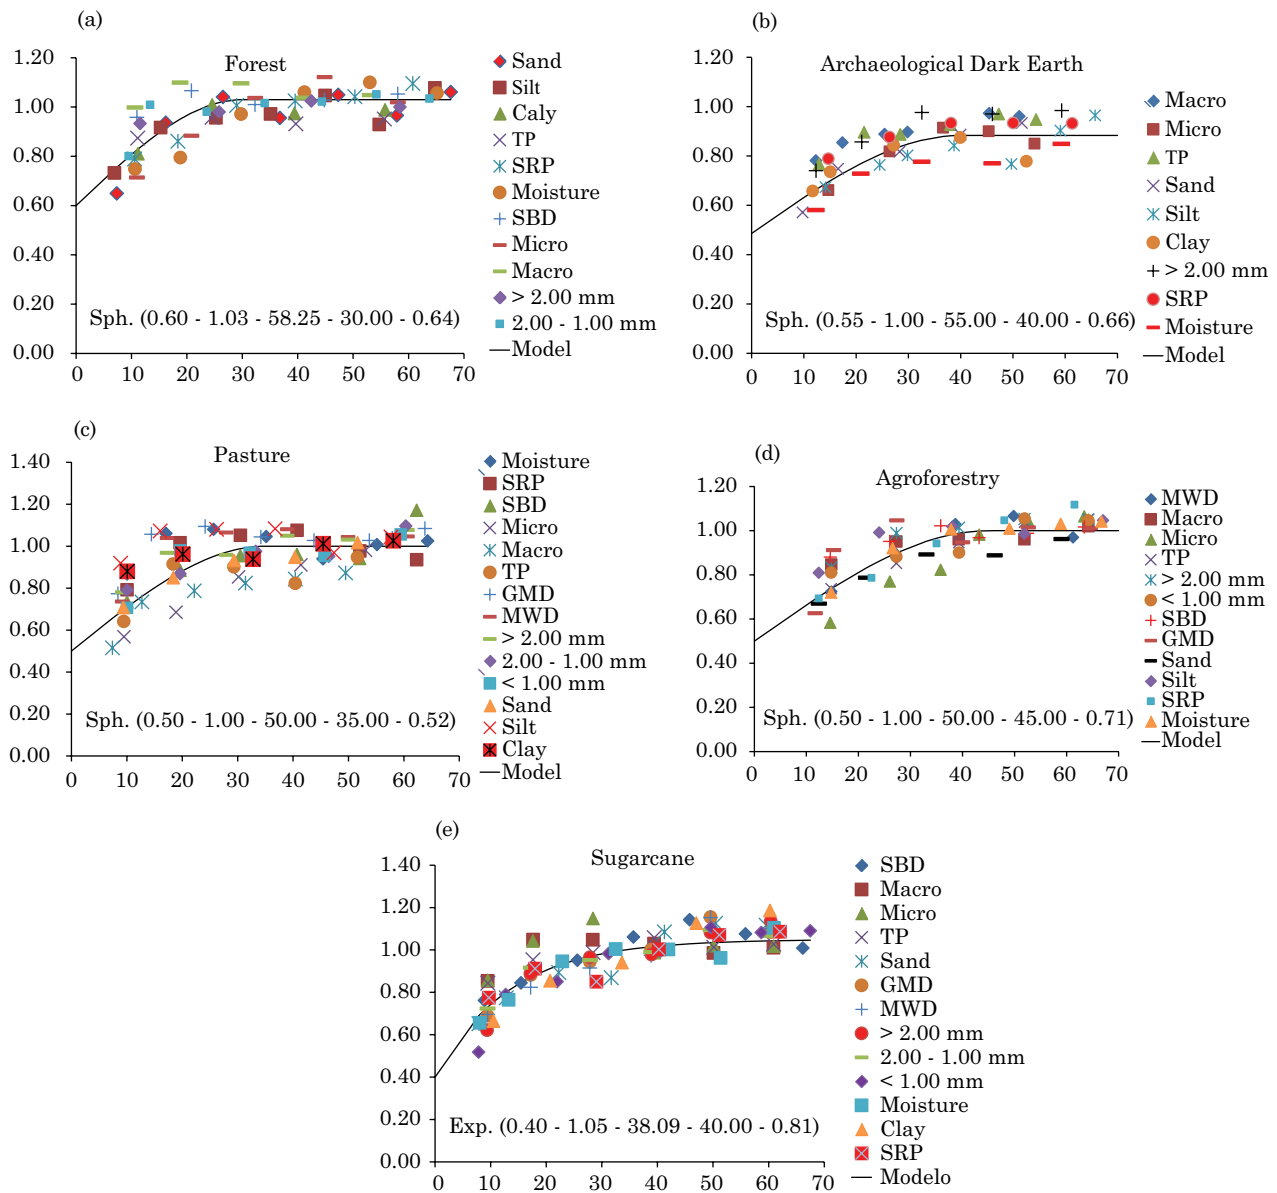 (a)
Forest
1.20
1.00
0.80
0.60
0.40
0.20
0.00
0 10 20 30 40 50 60 70
Sph. (0.60 - 1.03 - 58.25 - 30.00 - 0.64)
Sand
Silt
Caly
TP
SRP
Moisture
SBD
Micro
Macro
> 2.00 mm
2.00 - 1.00 mm
Model
(b)
Archaeological Dark Earth
1.20
1.00
0.80
0.60
0.40
0.20
0.00
0 10 20 30 40 50 60 70
Sph. (0.55 - 1.00 - 55.00 - 40.00 - 0.66)
Macro
Micro
TP
Sand
Silt
Clay
> 2.00 mm
SRP
Moisture
Model
(c)
Pasture
1.40
1.20
1.00
0.80
0.60
0.40
0.20
0.00
0 10 20 30 40 50 60 70
Sph. (0.50 - 1.00 - 50.00 - 35.00 - 0.52)
Moisture
SRP
SBD
Micro
Macro
TP
GMD
MWD
> 2.00 mm
2.00 - 1.00 mm
< 1.00 mm
Sand
Silt
Clay
Model
(d)
Agroforestry
1.20
1.00
0.80
0.60
0.40
0.20
0.00
0 10 20 30 40 50 60 70
Sph. (0.50 - 1.00 - 50.00 - 45.00 - 0.71)
MWD
Macro
Micro
TP
> 2.00 mm
< 1.00 mm
SBD
GMD
Sand
Silt
SRP
Moisture
Model
(e)
Sugarcane
1.40
1.20
1.00
0.80
0.60
0.40
0.20
0.00
0 10 20 30 40 50 60 70
Exp. (0.40 - 1.05 - 38.09 - 40.00 - 0.81)
SBD
Macro
Micro
TP
Sand
GMD
MWD
> 2.00 mm
2.00 - 1.00 mm
< 1.00 mm
Moisture
Clay
SRP
Modelo